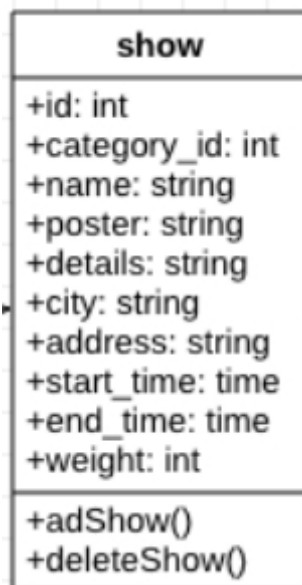 show
+id: int
+category_id: int
+name: string
+poster: string
+details: string
+city: string
+address: string
+start_time: time
+end_time: time
+weight: int
+adShow()
+deleteShow()